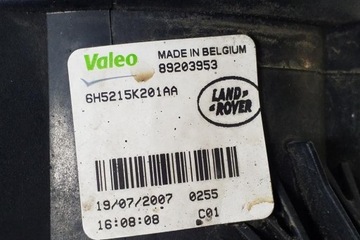 Valeo
MADE IN BELGIUM
89203953
6H5215K201AA
LAND-
-ROVER
19/07/2007 0255
16:08:08 C01